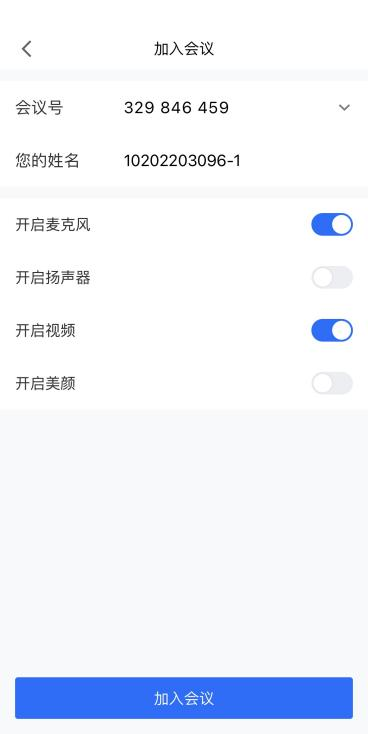 加入会议
会议号 329 846 459
您的姓名 10202203096-1
开启麦克风
开启扬声器
开启视频
开启美颜
加入会议